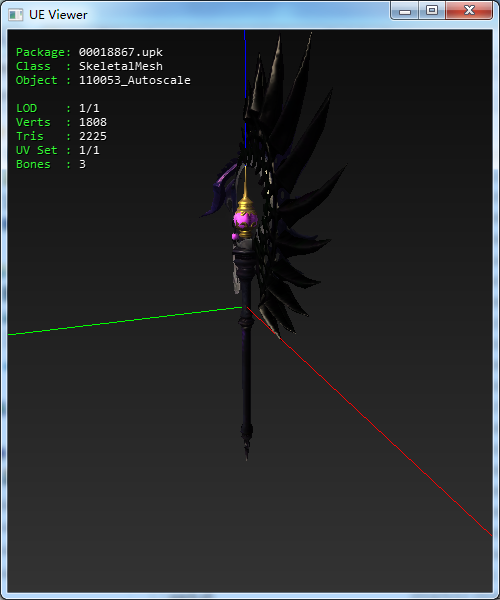 UE Viewer
Package: 00018867.upk
Class : SkeletalMesh
Object : 110053_Autoscale
LOD : 1/1
Verts : 1808
Tris : 2225
UV Set : 1/1
Bones : 3